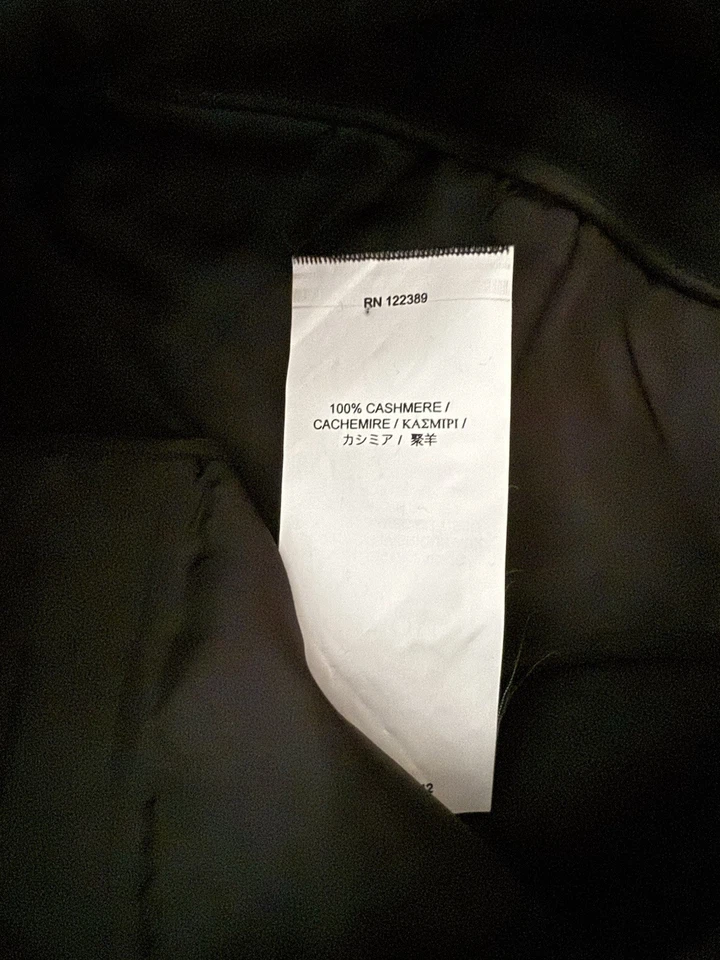 RN 122389
100% CASHMERE /
CACHEMIRE / ΚΑΣΜΙΡΙ /
カシミア / 聚羊